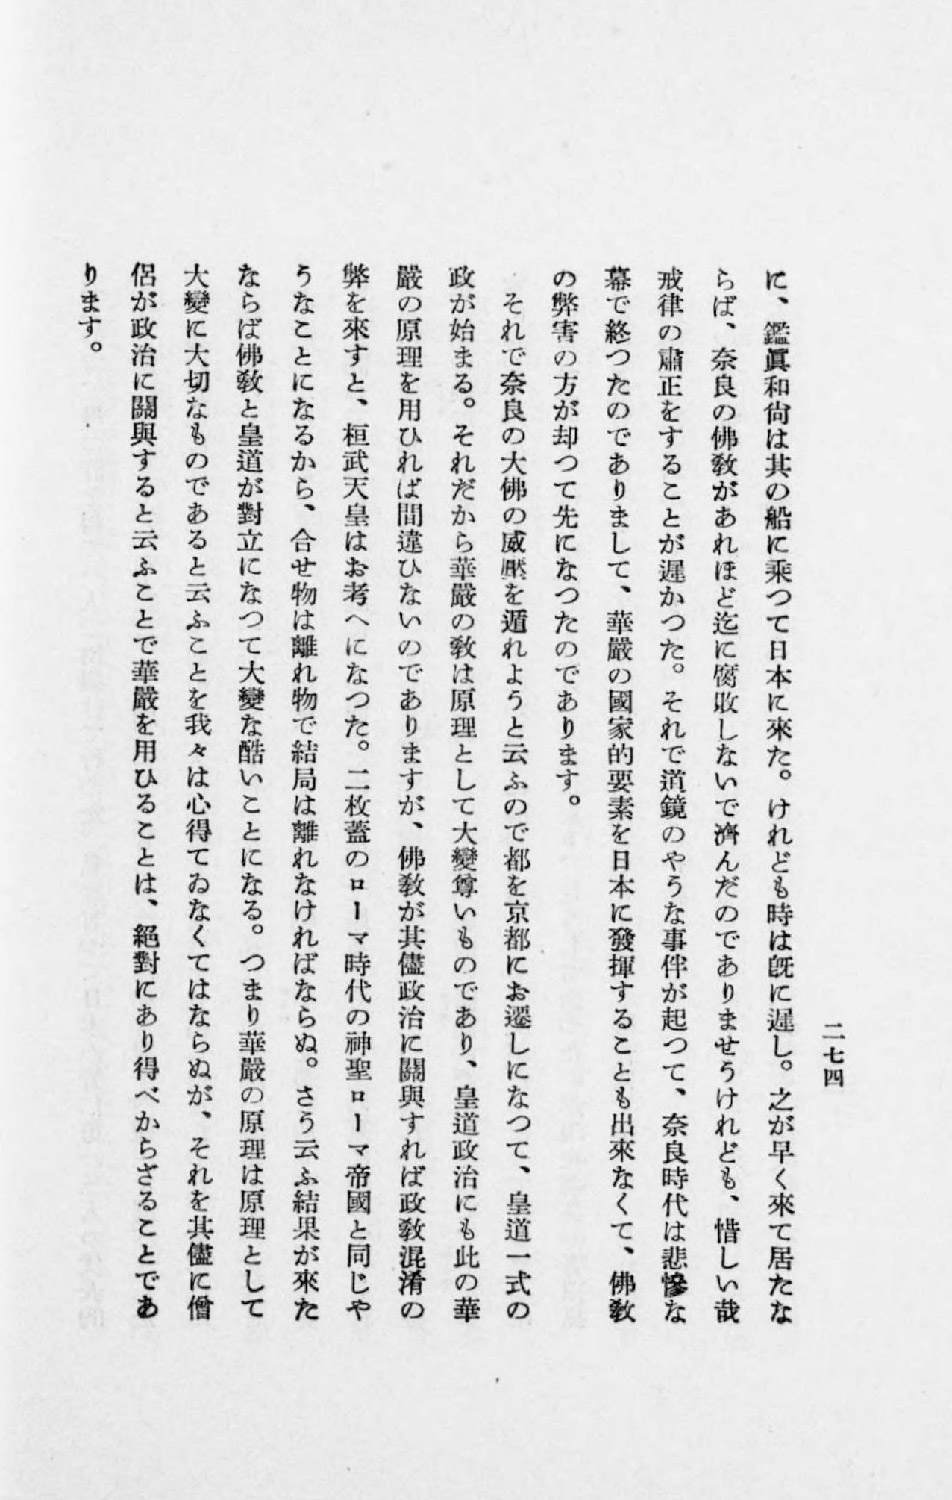 二七四
に、鑑眞和尙は其の船に乘つて日本に來た。けれども時は旣に遲し。之が早く來て居たな
らば、奈良の佛敎があれほど迄に腐敗しないで濟んだのでありませうけれども、惜しい哉
戒律の肅正をすることが遲かつた。それで道鏡のやうな事件が起つて、奈良時代は悲慘な
幕で終つたのでありまして、華嚴の國家的要素を日本に發揮することも出來なくて、佛敎
の弊害の方が却つて先になつたのであります。
それで奈良の大佛の威壓を遁れようと云ふので都を京都にお遷しになつて、皇道一式の
政が始まる。それだから華嚴の敎は原理として大變尊いものであり、皇道政治にも此の華
嚴の原理を用ひれば間違ひないのでありますが、佛敎が其儘政治に關與すれば政敎混淆の
弊を來すと、桓武天皇はお考へになつた。二枚蓋のローマ時代の神聖ローマ帝國と同じや
うなことになるから、合せ物は離れ物で結局は離れなければならぬ。さう云ふ結果が來た
ならば佛敎と皇道が對立になつて大變な酷いことになる。つまり華嚴の原理は原理として
大變に大切なものであると云ふことを我々は心得てゐなくてはならぬが、それを其儘に僧
侶が政治に關與すると云ふことで華嚴を用ひることは、絕對にあり得べからざることであ
ります。